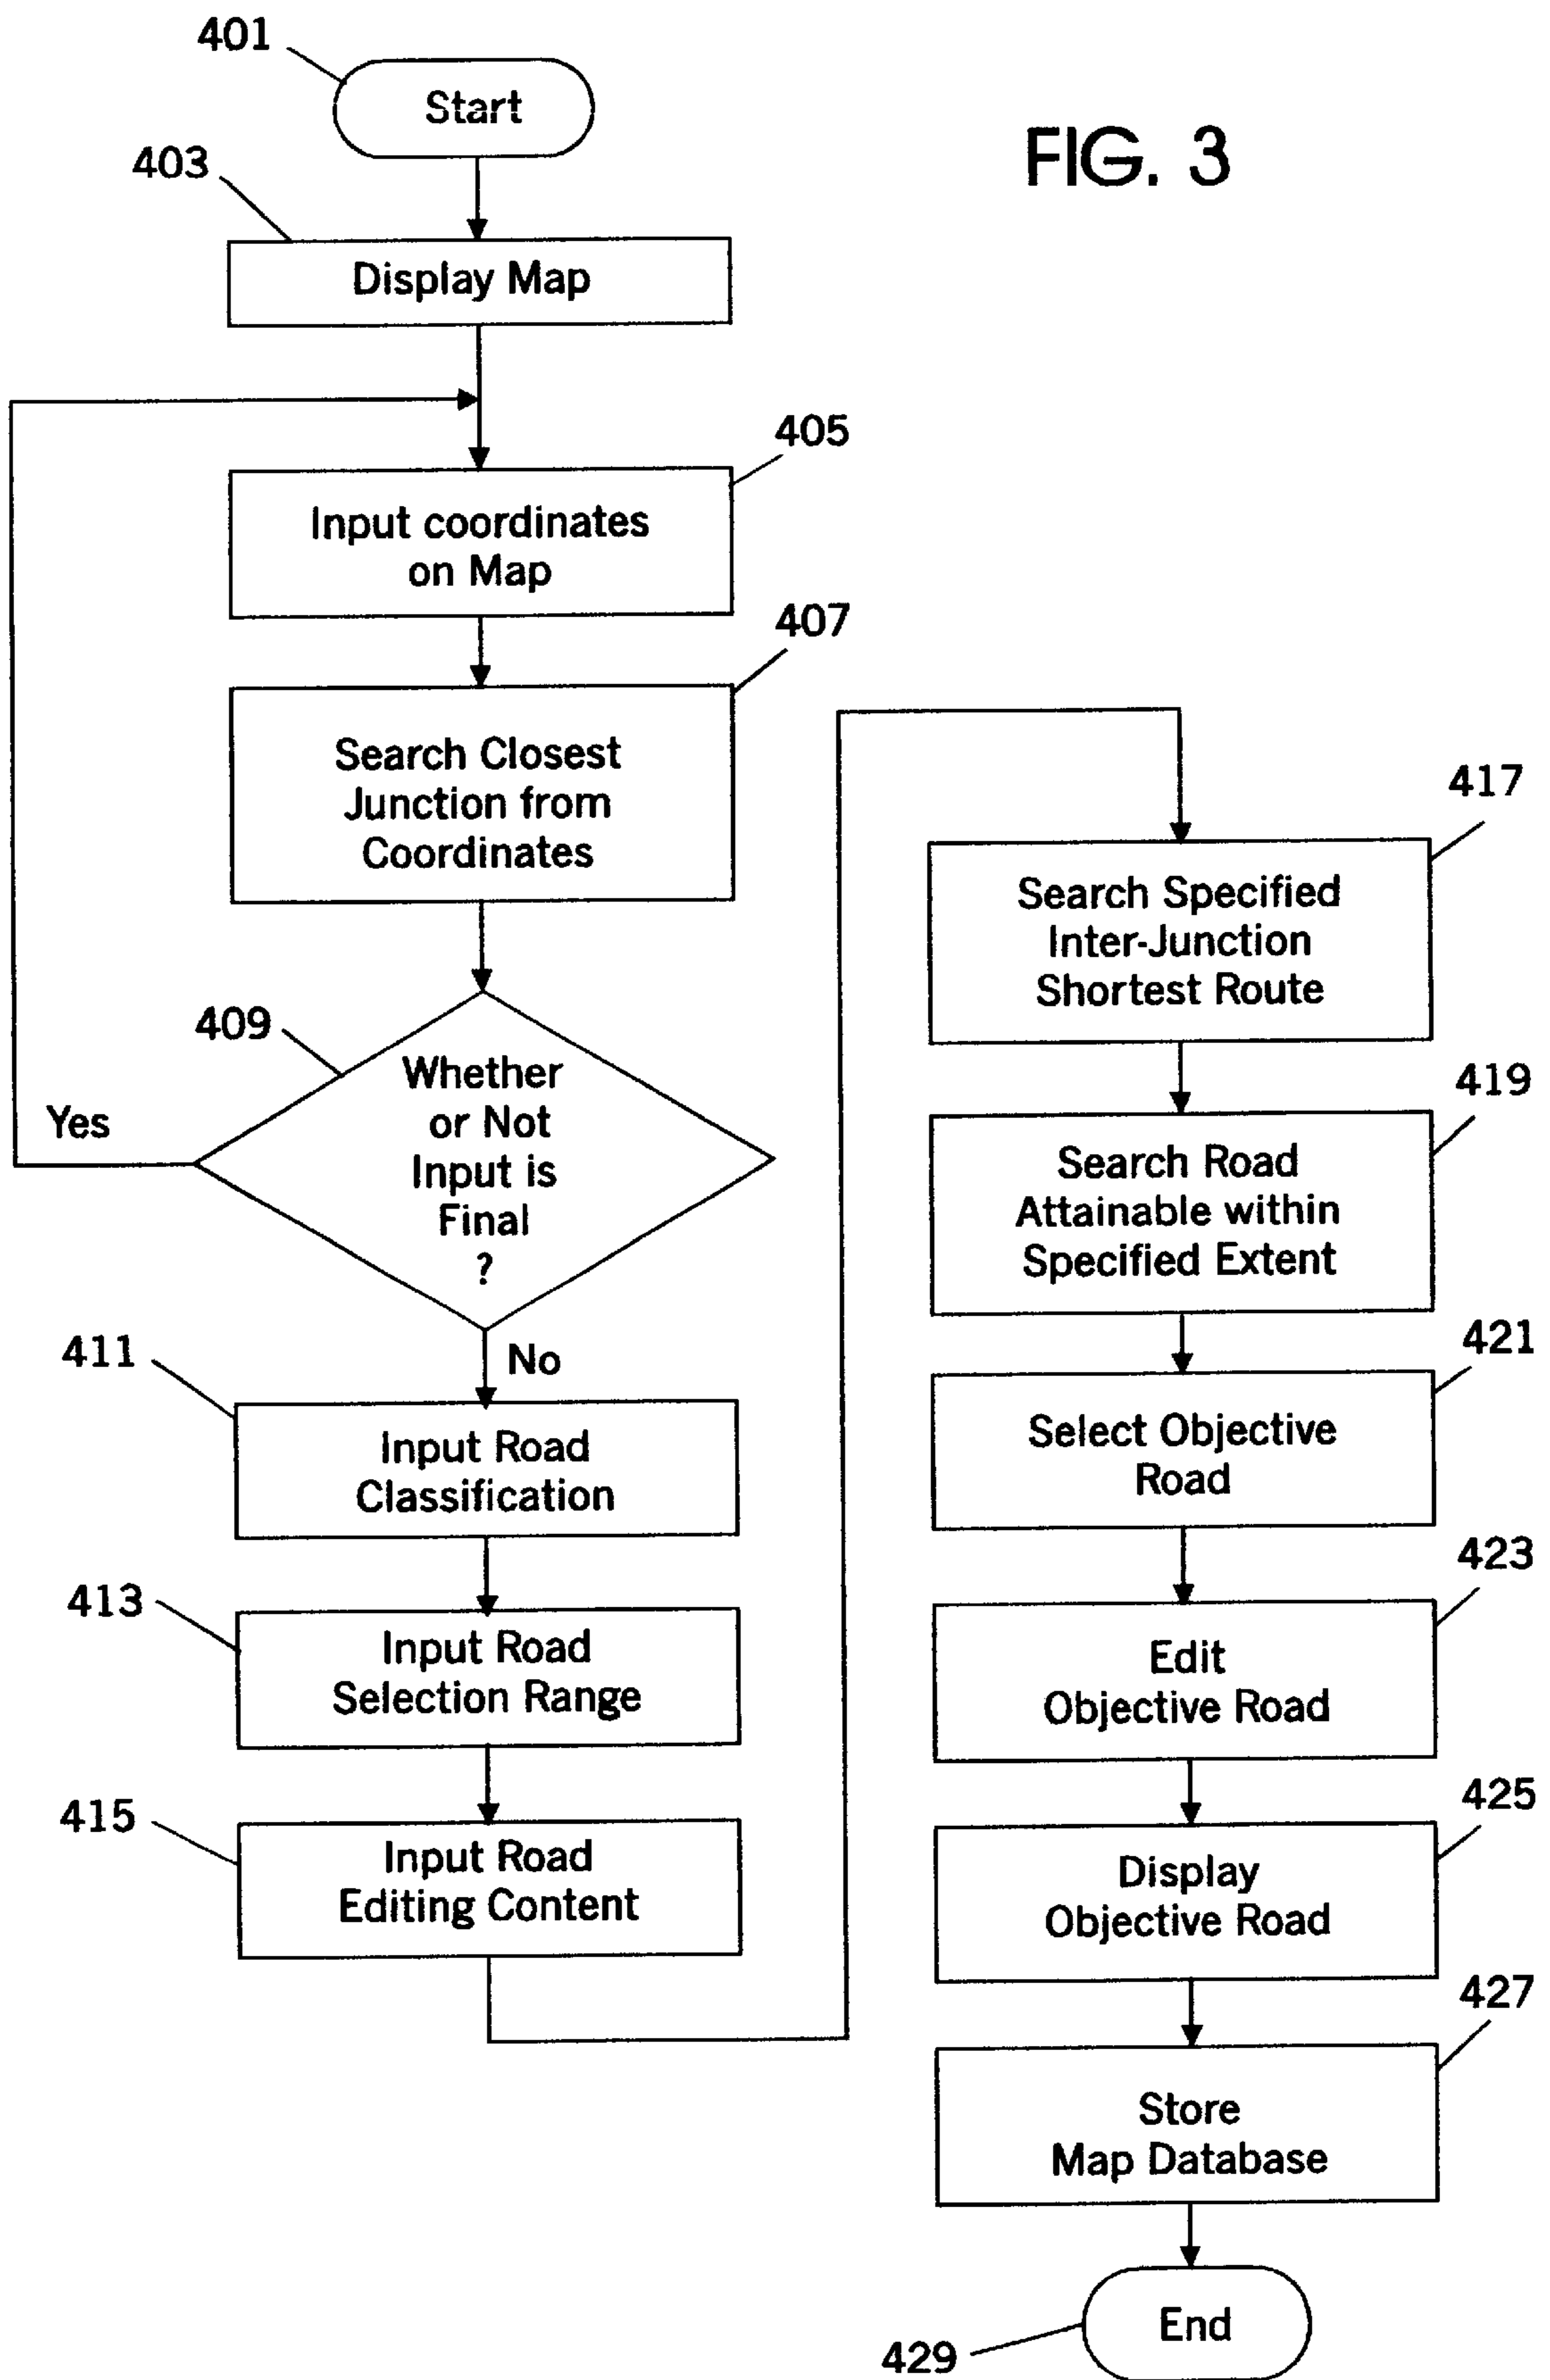 FIG. 3
401
Start
403
Display Map
405
Input coordinates
on Map
407
Search Closest
Junction from
Coordinates
409
Whether
or Not
Input is
Final
?
Yes
No
411
Input Road
Classification
413
Input Road
Selection Range
415
Input Road
Editing Content
417
Search Specified
Inter-Junction
Shortest Route
419
Search Road
Attainable within
Specified Extent
421
Select Objective
Road
423
Edit
Objective Road
425
Display
Objective Road
427
Store
Map Database
End
429